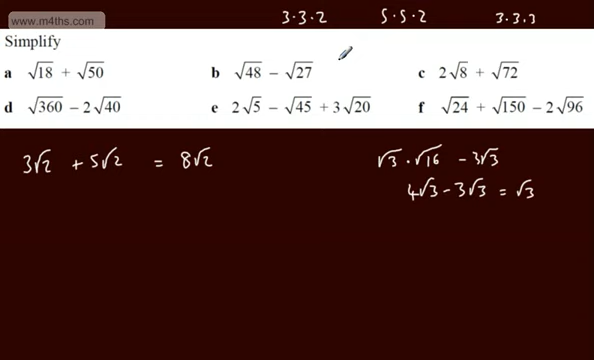 www.m4ths.com
3·3·2 5·5·2 3·3·3
Simplify
a √18 + √50 b √48 − √27 c 2√8 + √72
d √360 − 2√40 e 2√5 − √45 + 3√20 f √24 + √150 − 2√96
3√2 + 5√2 = 8√2 √3 · √16 − 3√3
4√3 − 3√3 = √3